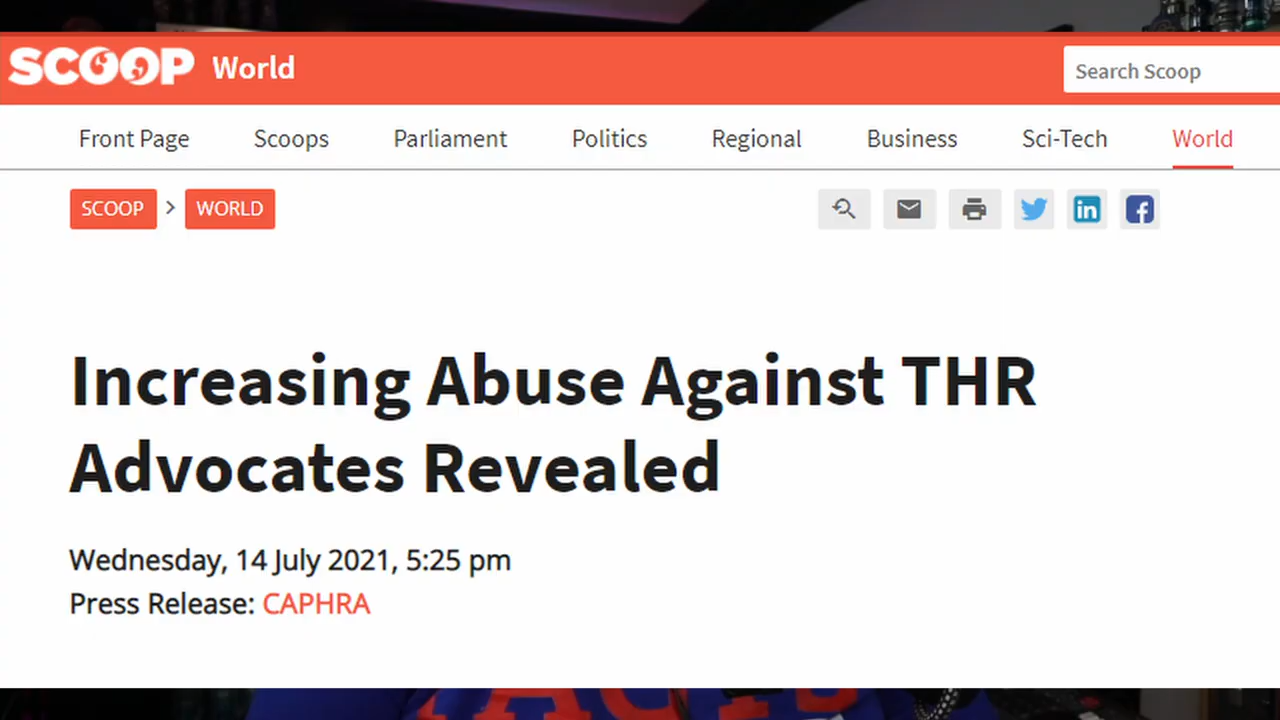 SCOOP World
Search Scoop
Front Page Scoops Parliament Politics Regional Business Sci-Tech World
SCOOP > WORLD
Increasing Abuse Against THR
Advocates Revealed
Wednesday, 14 July 2021, 5:25 pm
Press Release: CAPHRA